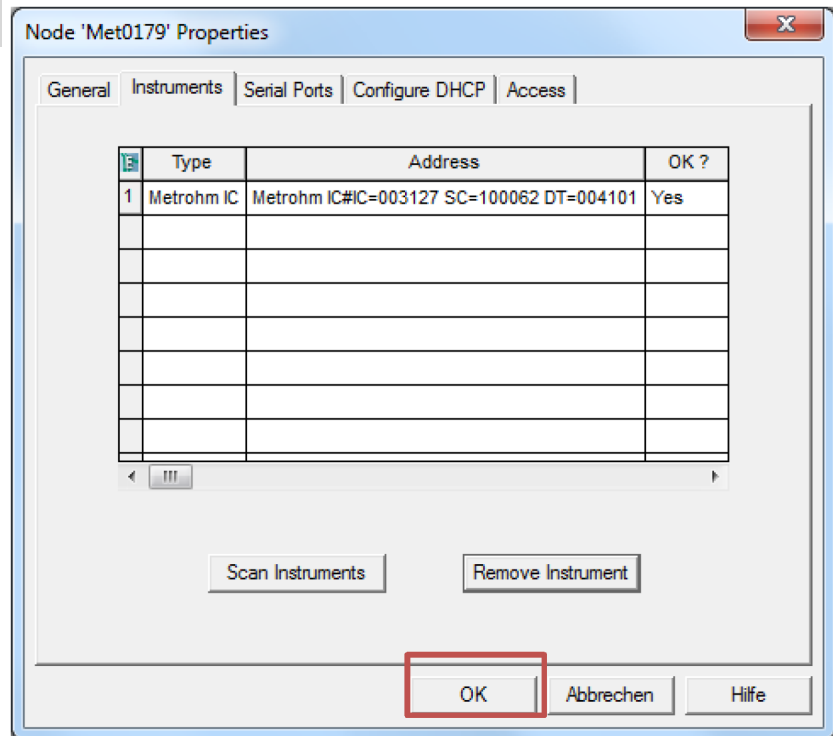 Node 'Met0179' Properties
General Instruments Serial Ports Configure DHCP Access
Type Address OK ?
1 Metrohm IC Metrohm IC#IC=003127 SC=100062 DT=004101 Yes
Scan Instruments Remove Instrument
OK Abbrechen Hilfe